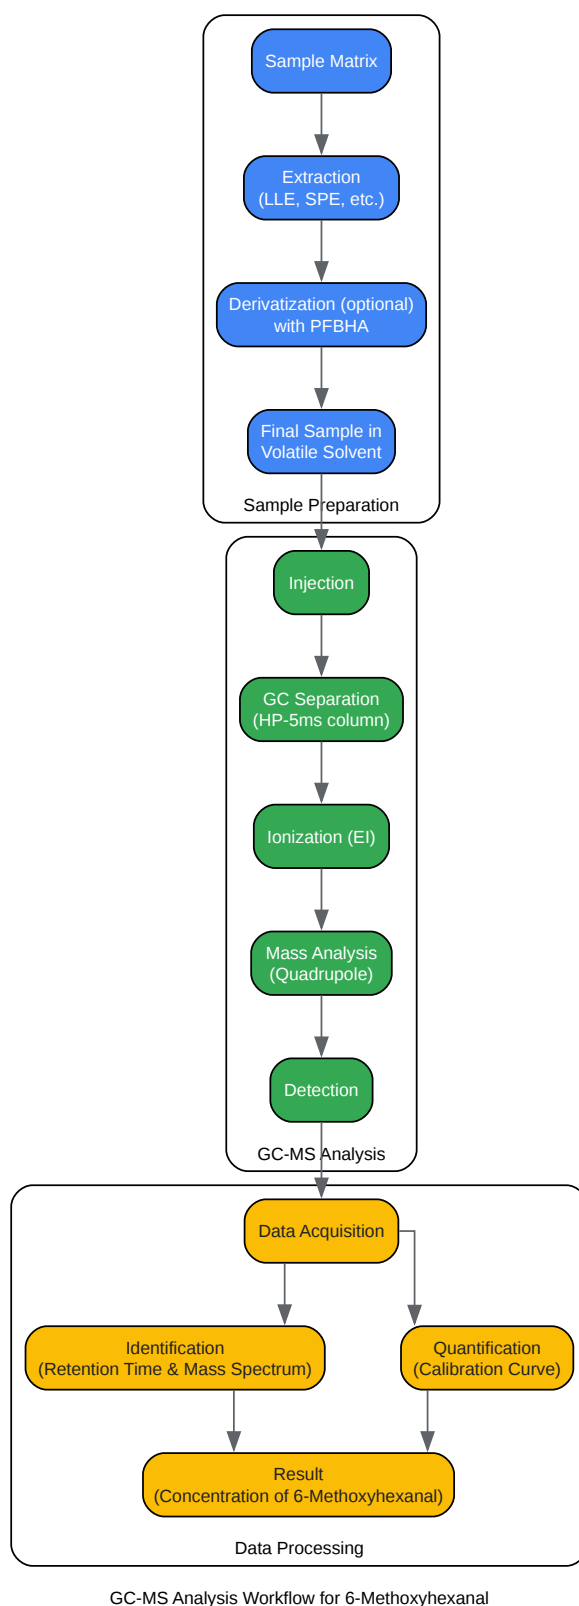 Sample Matrix
Extraction
(LLE, SPE, etc.)
Derivatization (optional)
with PFBHA
Final Sample in
Volatile Solvent
Sample Preparation
Injection
GC Separation
(HP-5ms column)
Ionization (EI)
Mass Analysis
(Quadrupole)
Detection
GC-MS Analysis
Data Acquisition
Identification
(Retention Time & Mass Spectrum)
Quantification
(Calibration Curve)
Result
(Concentration of 6-Methoxyhexanal)
Data Processing
GC-MS Analysis Workflow for 6-Methoxyhexanal